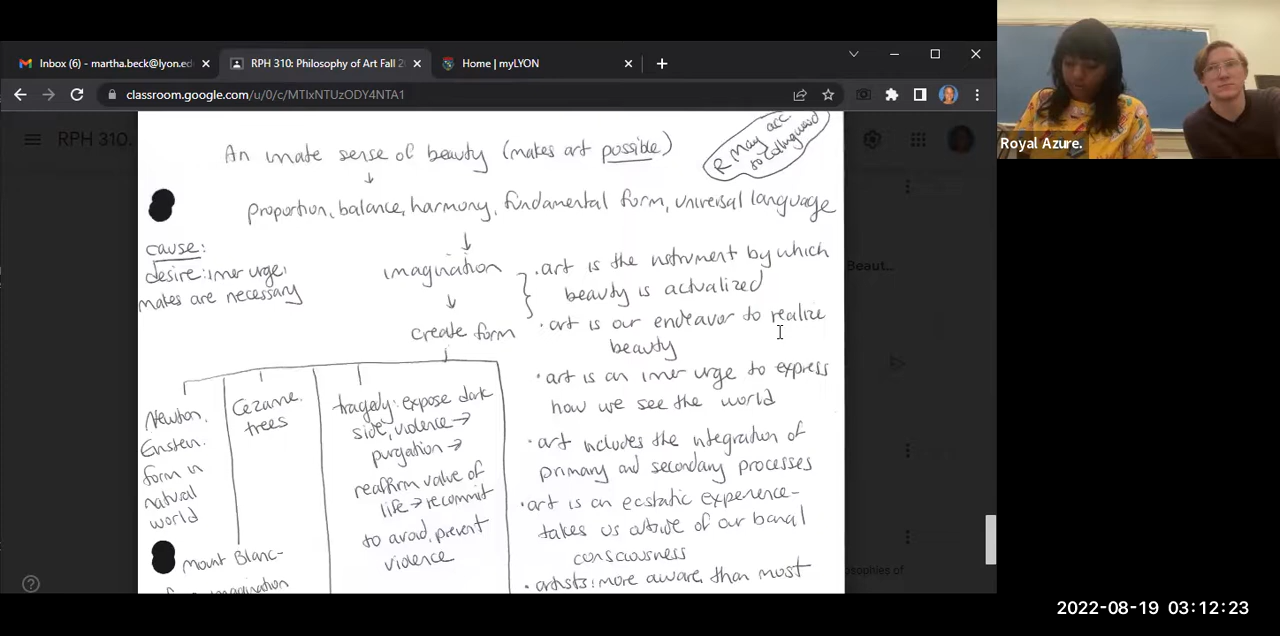 Inbox (6) - martha.beck@lyon.ed
RPH 310: Philosophy of Art Fall 2
Home | myLYON
classroom.google.com/u/0/c/MTIxNTUzODY4NTA1
RPH 310.
An innate sense of beauty (makes art possible)
R May acc
to Collingwood
proportion, balance, harmony, fundamental form, universal language
cause:
desire: inner urge,
makes are necessary
imagination
create form
· art is the instrument by which
beauty is actualized
· art is our endeavor to realize
beauty
· art is an inner urge to express
how we see the world
· art includes the integration of
primary and secondary processes
· art is an ecstatic experience -
takes us outside of our banal
consciousness
· artists: more aware than most
Newton,
Einstein.
form in
natural
world
Cezanne.
trees
tragedy: expose dark
side, violence →
purgation →
reaffirm value of
life → recommit
to avoid, prevent
violence
Mount Blanc-
imagination
Beaut...
osophies of
Royal Azure.
2022-08-19 03:12:23